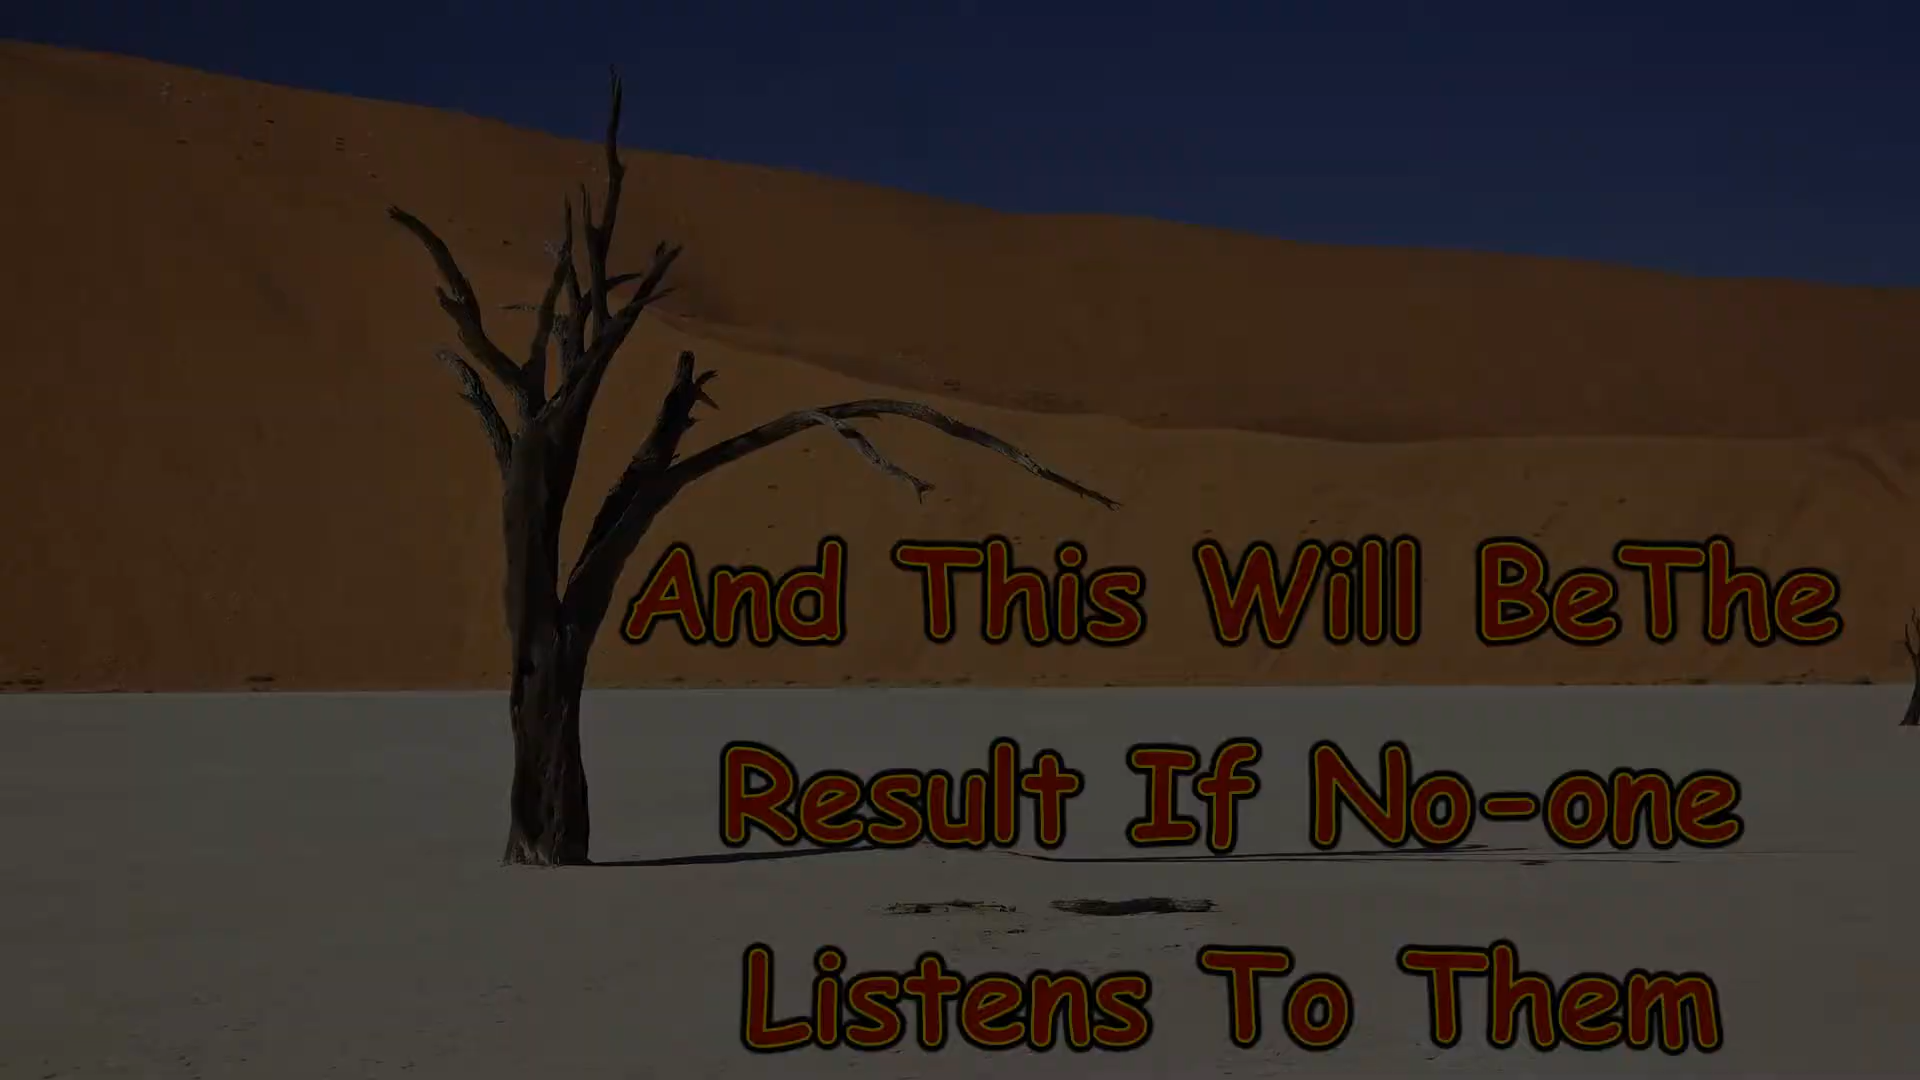 And This Will BeThe
Result If No-one
Listens To Them